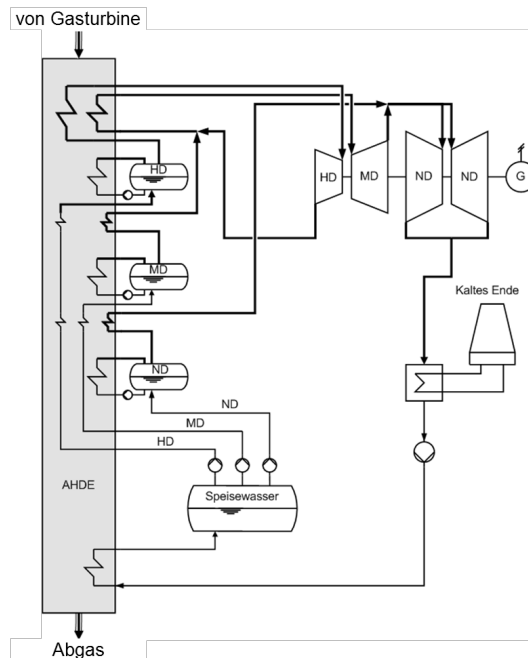 von Gasturbine
HD
HD
MD
ND
ND
G
MD
Kaltes Ende
ND
ND
MD
HD
AHDE
Speisewasser
Abgas